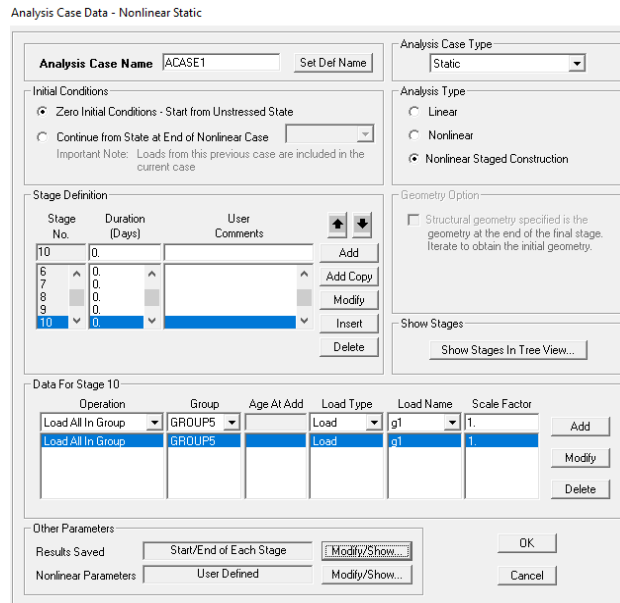 Analysis Case Data - Nonlinear Static
Analysis Case Name ACASE1 Set Def Name
Analysis Case Type
Static
Initial Conditions
Zero Initial Conditions - Start from Unstressed State
Continue from State at End of Nonlinear Case
Important Note: Loads from this previous case are included in the
current case
Analysis Type
Linear
Nonlinear
Nonlinear Staged Construction
Stage Definition
Stage No. Duration (Days) User Comments
10 0. Add
6 0. Add Copy
7 0.
8 0. Modify
9 0.
10 0. Insert
Delete
Geometry Option
Structural geometry specified is the
geometry at the end of the final stage.
Iterate to obtain the initial geometry.
Show Stages
Show Stages In Tree View...
Data For Stage 10
Operation Group Age At Add Load Type Load Name Scale Factor
Load All In Group GROUP5 Load g1 1. Add
Load All In Group GROUP5 Load g1 1.
Modify
Delete
Other Parameters
Results Saved Start/End of Each Stage Modify/Show...
Nonlinear Parameters User Defined Modify/Show...
OK
Cancel